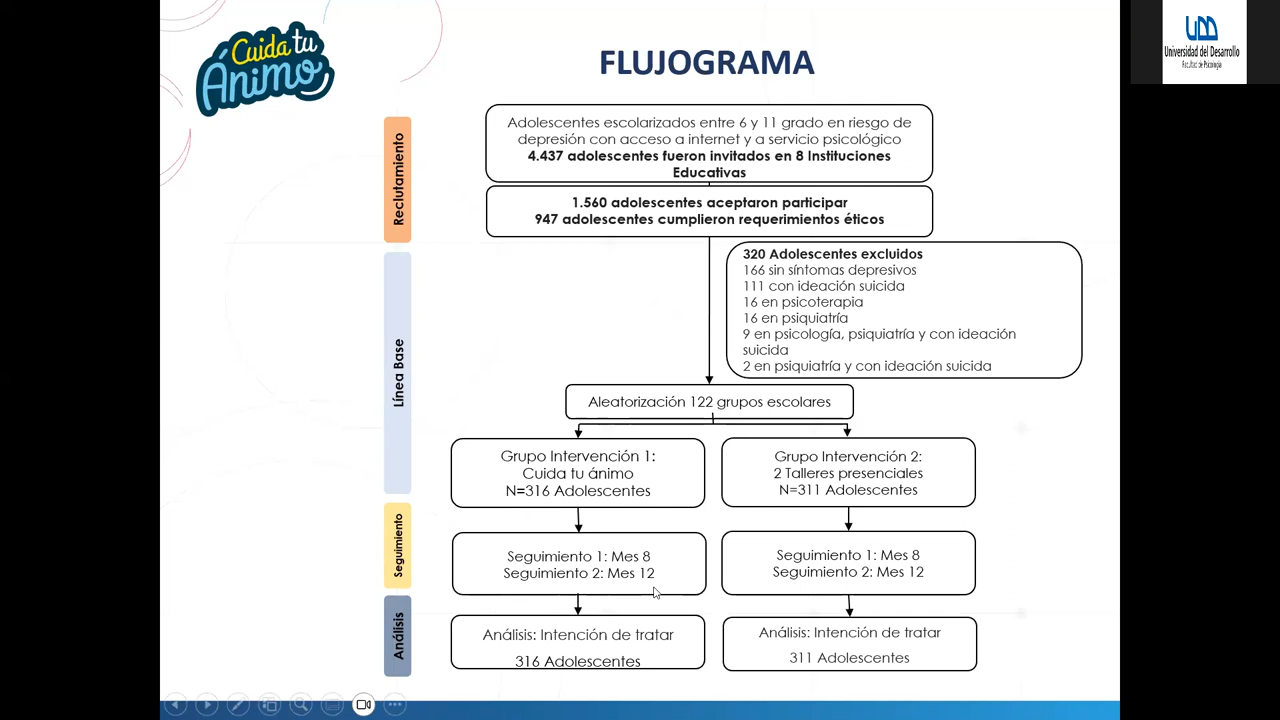 Cuida tu
Ánimo
FLUJOGRAMA
Universidad del Desarrollo
Facultad de Psicología
Reclutamiento
Adolescentes escolarizados entre 6 y 11 grado en riesgo de
depresión con acceso a internet y a servicio psicológico
4.437 adolescentes fueron invitados en 8 Instituciones
Educativas
1.560 adolescentes aceptaron participar
947 adolescentes cumplieron requerimientos éticos
Línea Base
320 Adolescentes excluidos
166 sin síntomas depresivos
111 con ideación suicida
16 en psicoterapia
16 en psiquiatría
9 en psicología, psiquiatría y con ideación
suicida
2 en psiquiatría y con ideación suicida
Aleatorización 122 grupos escolares
Grupo Intervención 1:
Cuida tu ánimo
N=316 Adolescentes
Grupo Intervención 2:
2 Talleres presenciales
N=311 Adolescentes
Seguimiento
Seguimiento 1: Mes 8
Seguimiento 2: Mes 12
Seguimiento 1: Mes 8
Seguimiento 2: Mes 12
Análisis
Análisis: Intención de tratar
316 Adolescentes
Análisis: Intención de tratar
311 Adolescentes